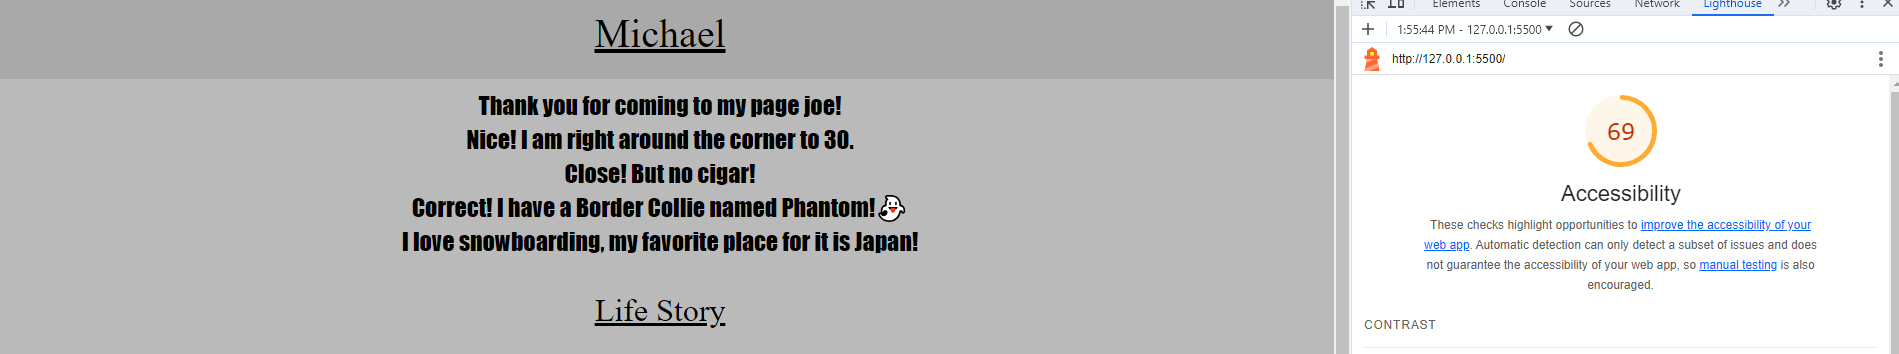 Michael
Thank you for coming to my page joe!
Nice! I am right around the corner to 30.
Close! But no cigar!
Correct! I have a Border Collie named Phantom!
I love snowboarding, my favorite place for it is Japan!
Life Story
Elements Console Sources Network Lighthouse
1:55:44 PM - 127.0.0.1:5500
http://127.0.0.1:5500/
69
Accessibility
These checks highlight opportunities to improve the accessibility of your
web app. Automatic detection can only detect a subset of issues and does
not guarantee the accessibility of your web app, so manual testing is also
encouraged.
CONTRAST